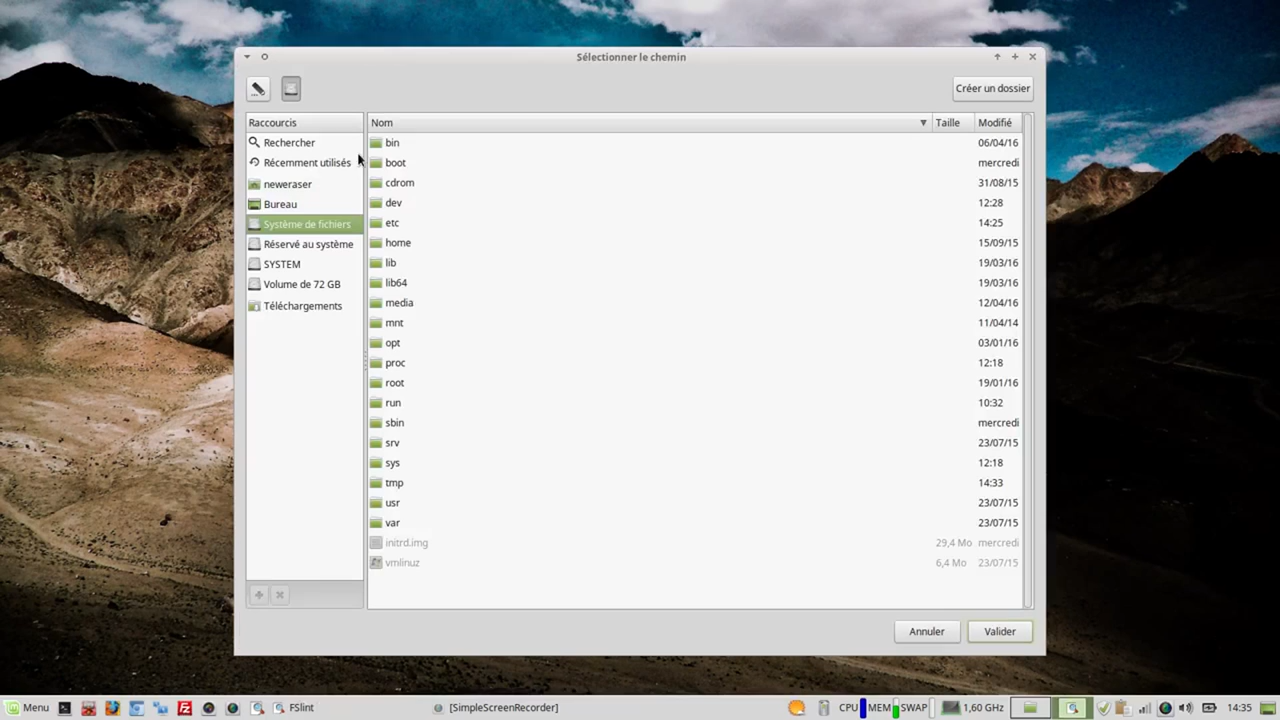 Sélectionner le chemin
Créer un dossier
Raccourcis
Nom Taille Modifié
Rechercher
Récemment utilisés
neweraser
Bureau
Système de fichiers
Réservé au système
SYSTEM
Volume de 72 GB
Téléchargements
bin 06/04/16
boot mercredi
cdrom 31/08/15
dev 12:28
etc 14:25
home 15/09/15
lib 19/03/16
lib64 19/03/16
media 12/04/16
mnt 11/04/14
opt 03/01/16
proc 12:18
root 19/01/16
run 10:32
sbin mercredi
srv 23/07/15
sys 12:18
tmp 14:33
usr 23/07/15
var 23/07/15
initrd.img 29,4 Mo mercredi
vmlinuz 6,4 Mo 23/07/15
Annuler Valider
Menu FSlint [SimpleScreenRecorder] CPU MEM SWAP 1,60 GHz 14:35